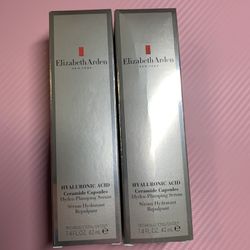 Elizabeth Arden
NEW YORK
HYALURONIC ACID
Ceramide Capsules
Hydra-Plumping Serum
Sérum Hydratant
Repulpant
Elizabeth Arden
NEW YORK
HYALURONIC ACID
Ceramide Capsules
Hydra-Plumping Serum
Sérum Hydratant
Repulpant